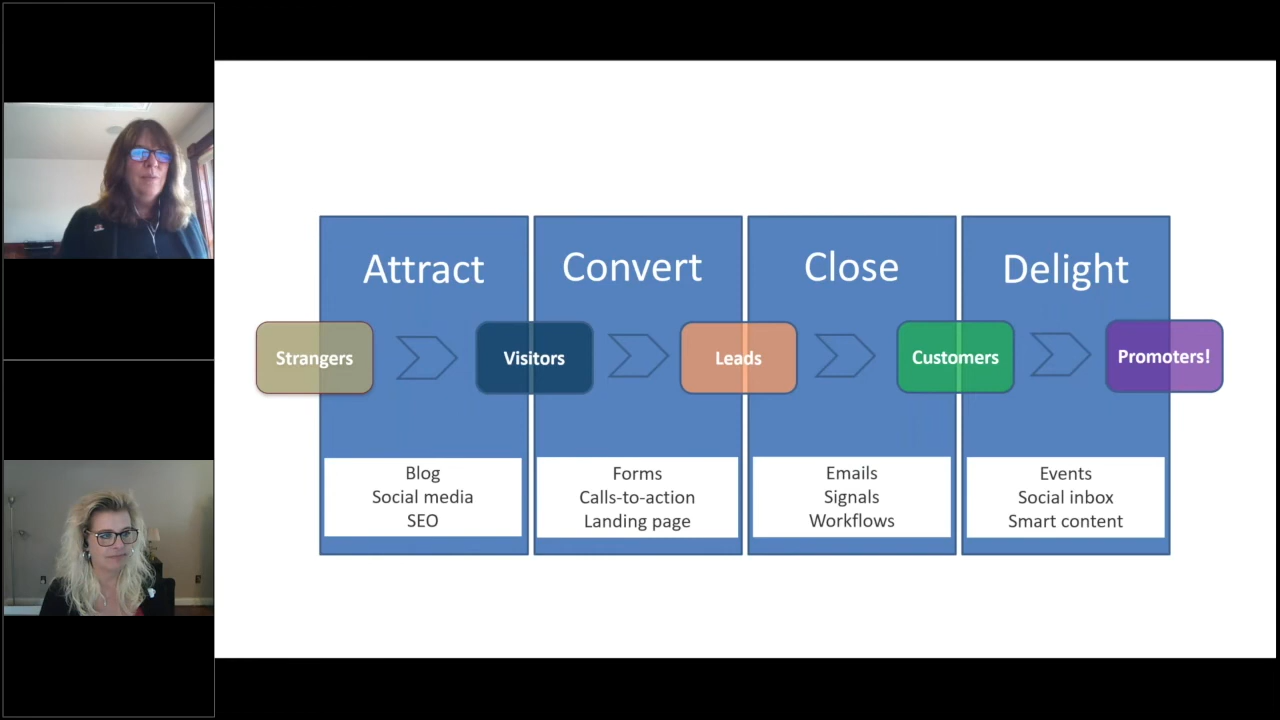 Attract
Convert
Close
Delight
Strangers
Visitors
Leads
Customers
Promoters!
Blog
Social media
SEO
Forms
Calls-to-action
Landing page
Emails
Signals
Workflows
Events
Social inbox
Smart content